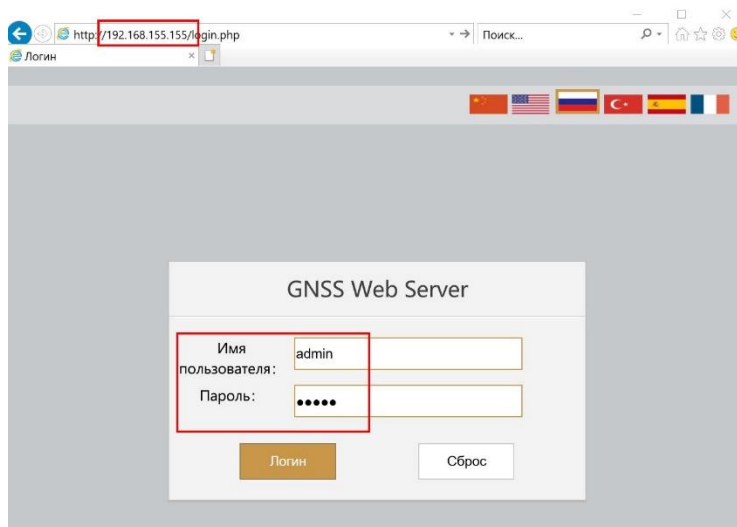 http://192.168.155.155/login.php
Поиск...
Логин
GNSS Web Server
Имя
пользователя:
admin
Пароль:
•••••
Логин
Сброс